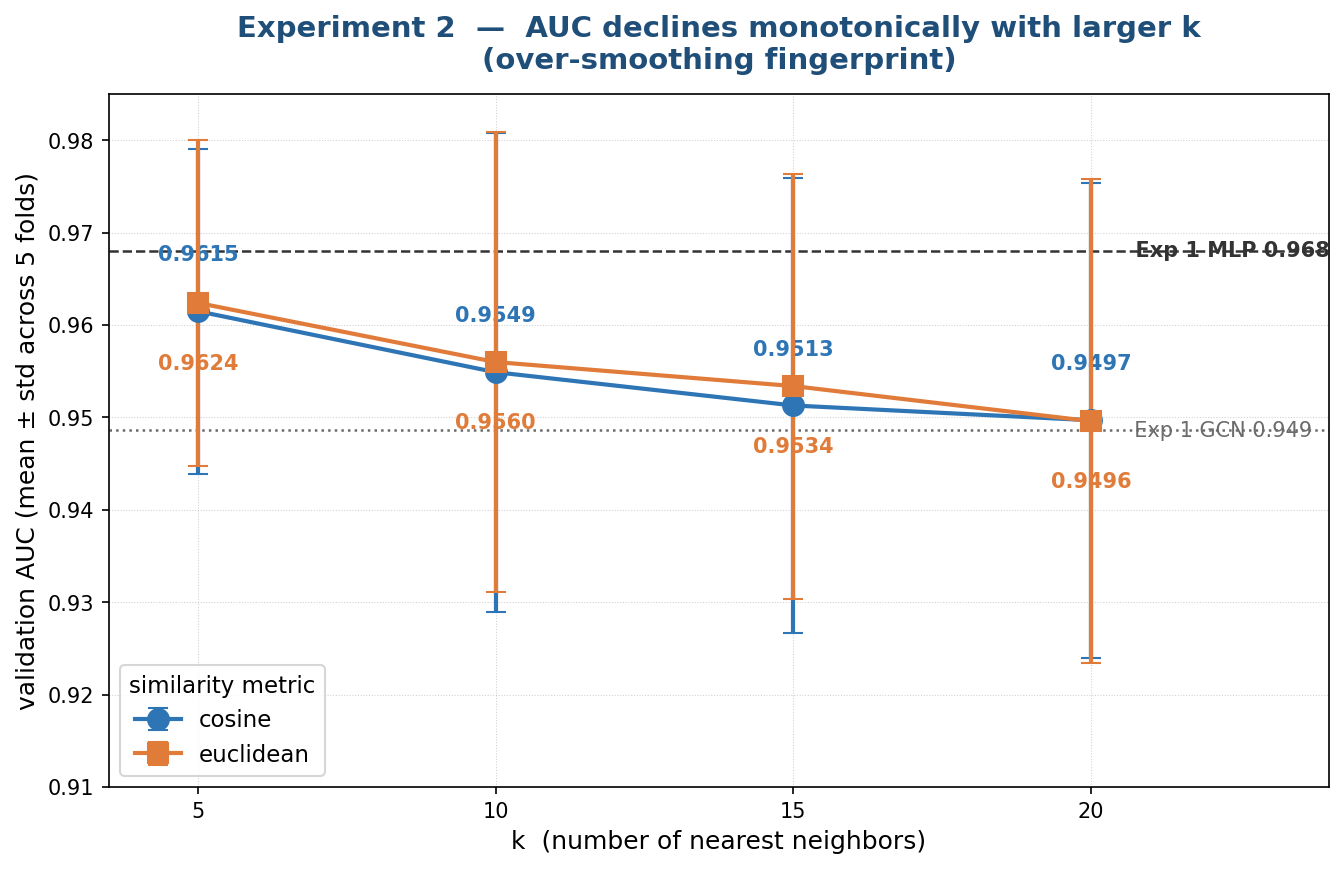 Experiment 2 — AUC declines monotonically with larger k
(over-smoothing fingerprint)
validation AUC (mean ± std across 5 folds)
0.98
0.97
0.96
0.95
0.94
0.93
0.92
0.91
0.9615
0.9624
0.9549
0.9560
0.9513
0.9534
0.9497
0.9496
Exp 1 MLP 0.968
Exp 1 GCN 0.949
similarity metric
cosine
euclidean
5
10
15
20
k (number of nearest neighbors)